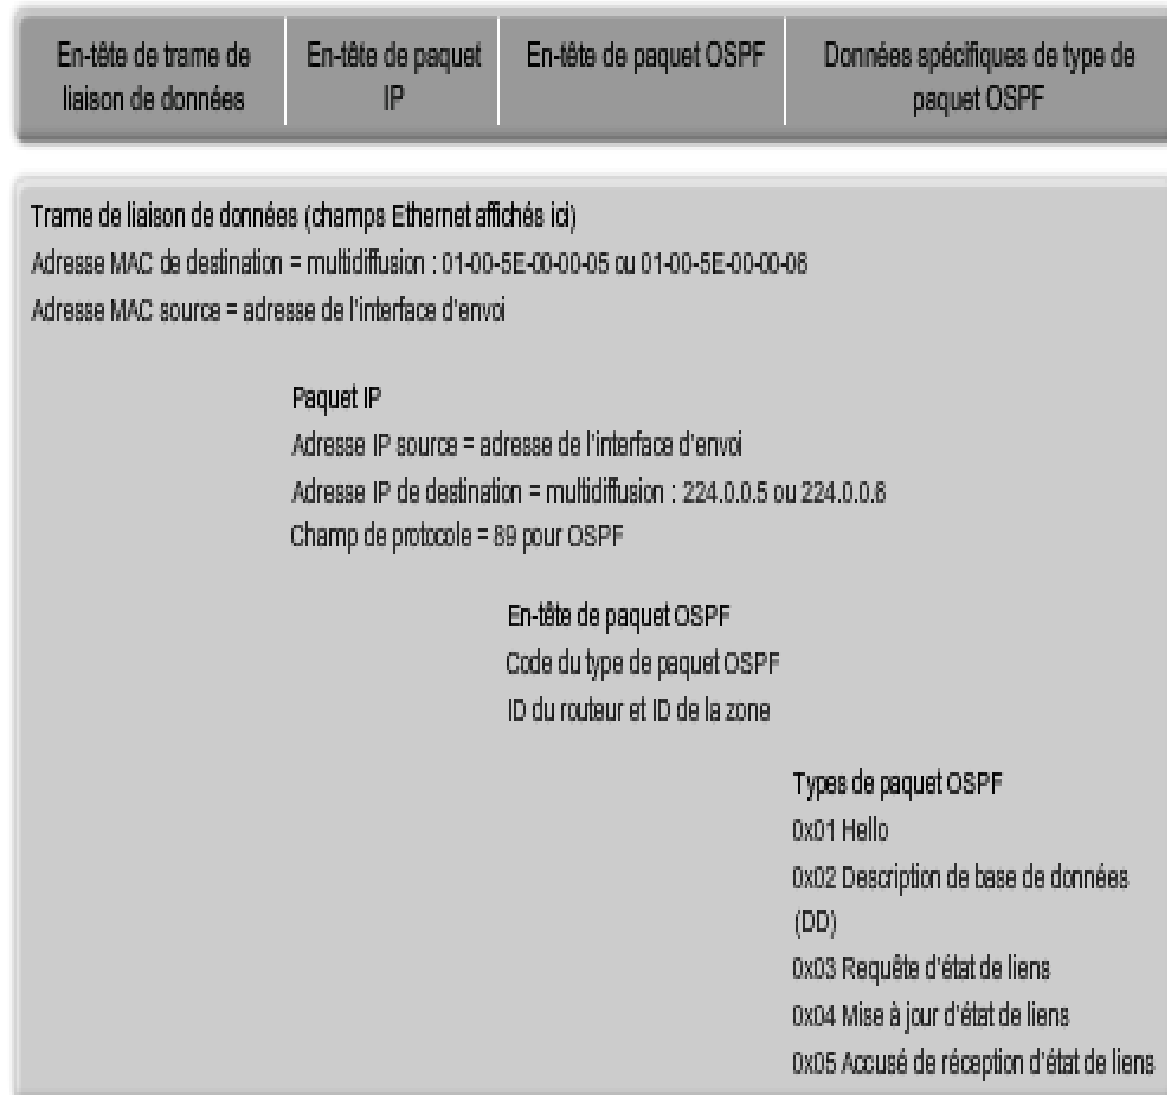 En-tête de trame de
liaison de données
En-tête de paquet
IP
En-tête de paquet OSPF
Données spécifiques de type de
paquet OSPF
Trame de liaison de données (champs Ethernet affichés ici)
Adresse MAC de destination = multidiffusion : 01-00-5E-00-00-05 ou 01-00-5E-00-00-06
Adresse MAC source = adresse de l'interface d'envoi
Paquet IP
Adresse IP source = adresse de l'interface d'envoi
Adresse IP de destination = multidiffusion : 224.0.0.5 ou 224.0.0.6
Champ de protocole = 89 pour OSPF
En-tête de paquet OSPF
Code du type de paquet OSPF
ID du routeur et ID de la zone
Types de paquet OSPF
0x01 Hello
0x02 Description de base de données
(DD)
0x03 Requête d'état de liens
0x04 Mise à jour d'état de liens
0x05 Accusé de réception d'état de liens